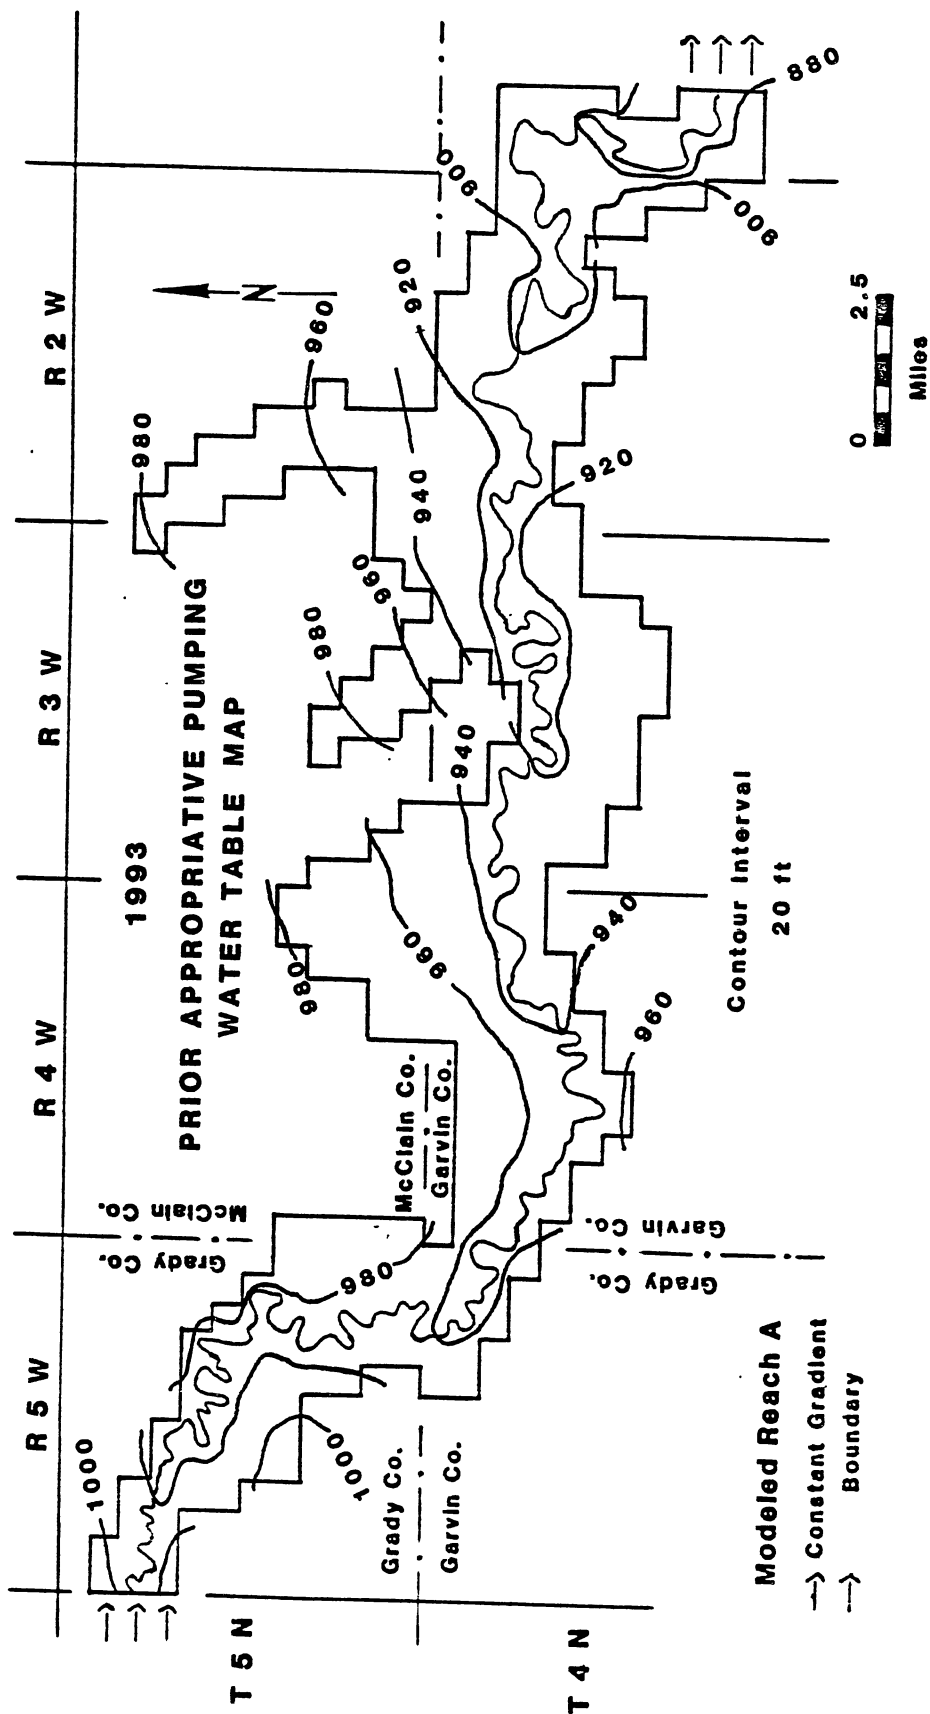 R 5 W
R 4 W
R 3 W
R 2 W
1993
PRIOR APPROPRIATIVE PUMPING
WATER TABLE MAP
T 5 N
T 4 N
N
1000
1000
980
980
980
980
960
960
960
960
940
940
940
920
920
900
900
880
Grady Co.
McClain Co.
McClain Co.
Garvin Co.
Grady Co.
Garvin Co.
Grady Co.
Garvin Co.
Contour Interval
20 ft
0 2.5
Miles
Modeled Reach A
Constant Gradient
Boundary